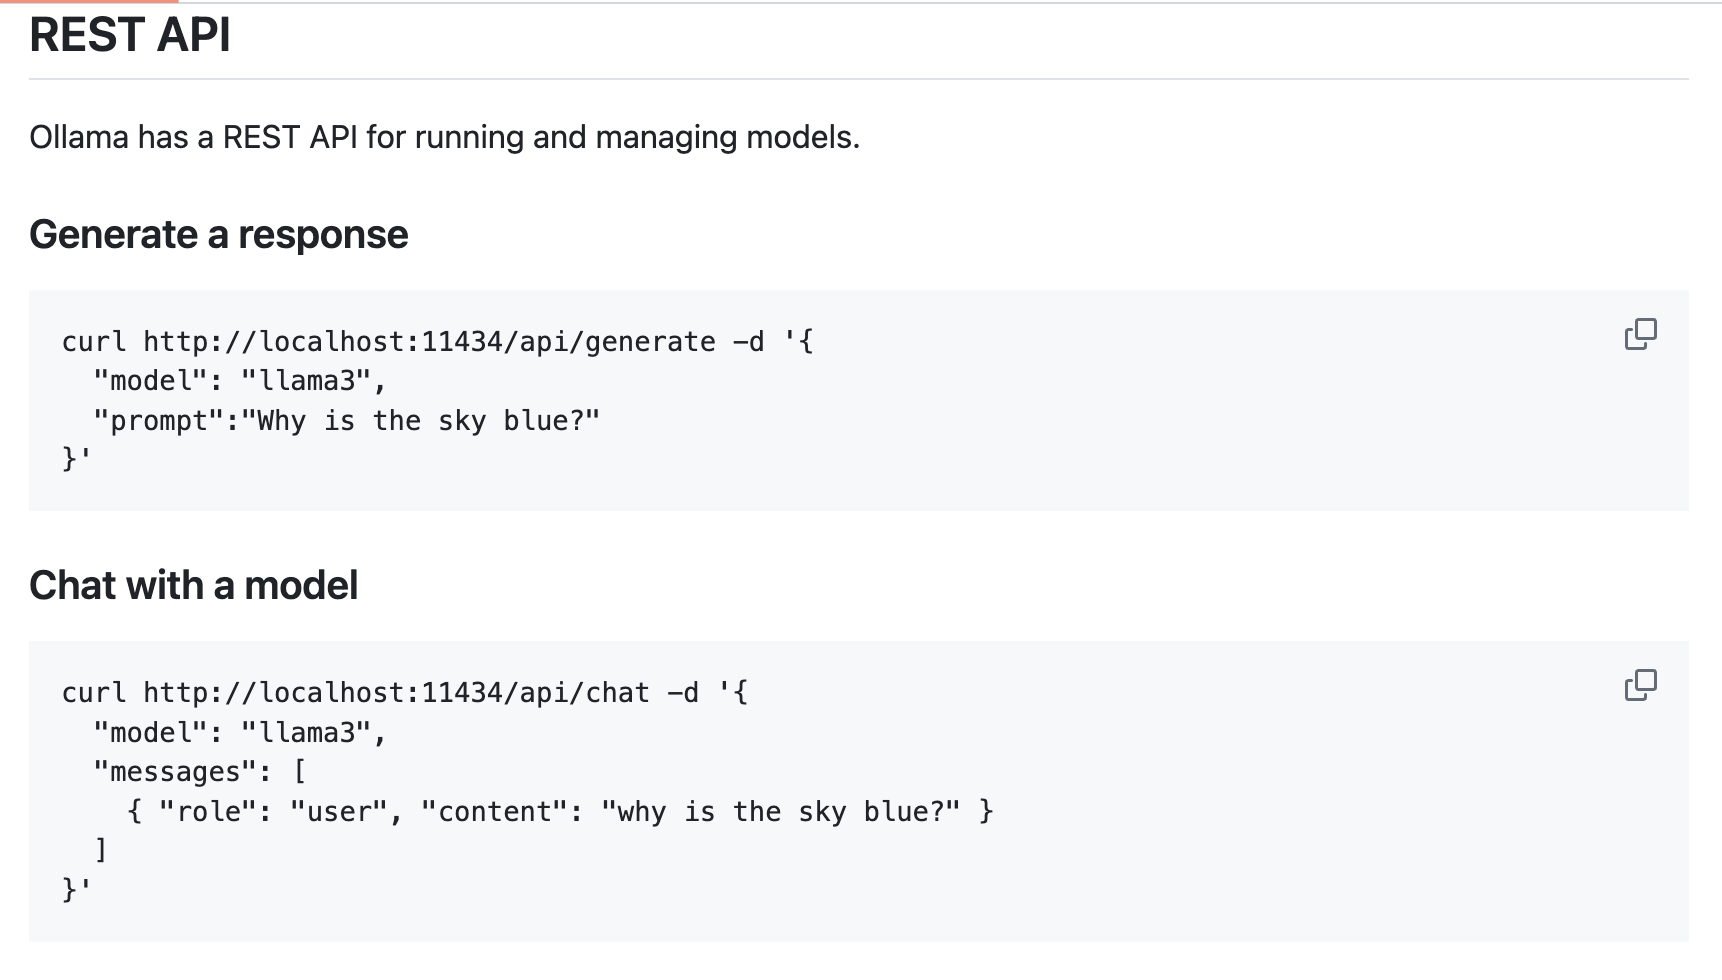 REST API
Ollama has a REST API for running and managing models.
Generate a response
curl http://localhost:11434/api/generate -d '{
  "model": "llama3",
  "prompt":"Why is the sky blue?"
}'
Chat with a model
curl http://localhost:11434/api/chat -d '{
  "model": "llama3",
  "messages": [
    { "role": "user", "content": "why is the sky blue?" }
  ]
}'